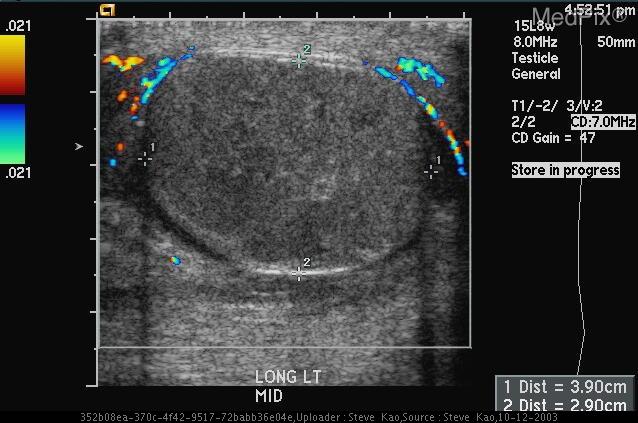 4:52:51 pm
MedPix®
.021
.021
15L8w
8.0MHz 50mm
Testicle
General
T1/-2/ 3/V:2
2/2 CD:7.0MHz
CD Gain = 47
Store in progress
2
1
1
2
LONG LT
MID
1 Dist = 3.90cm
2 Dist = 2.90cm
352b08ea-370c-4f42-9517-72babb36e04e,Uploader : Steve Kao,Source : Steve Kao,10-12-2003